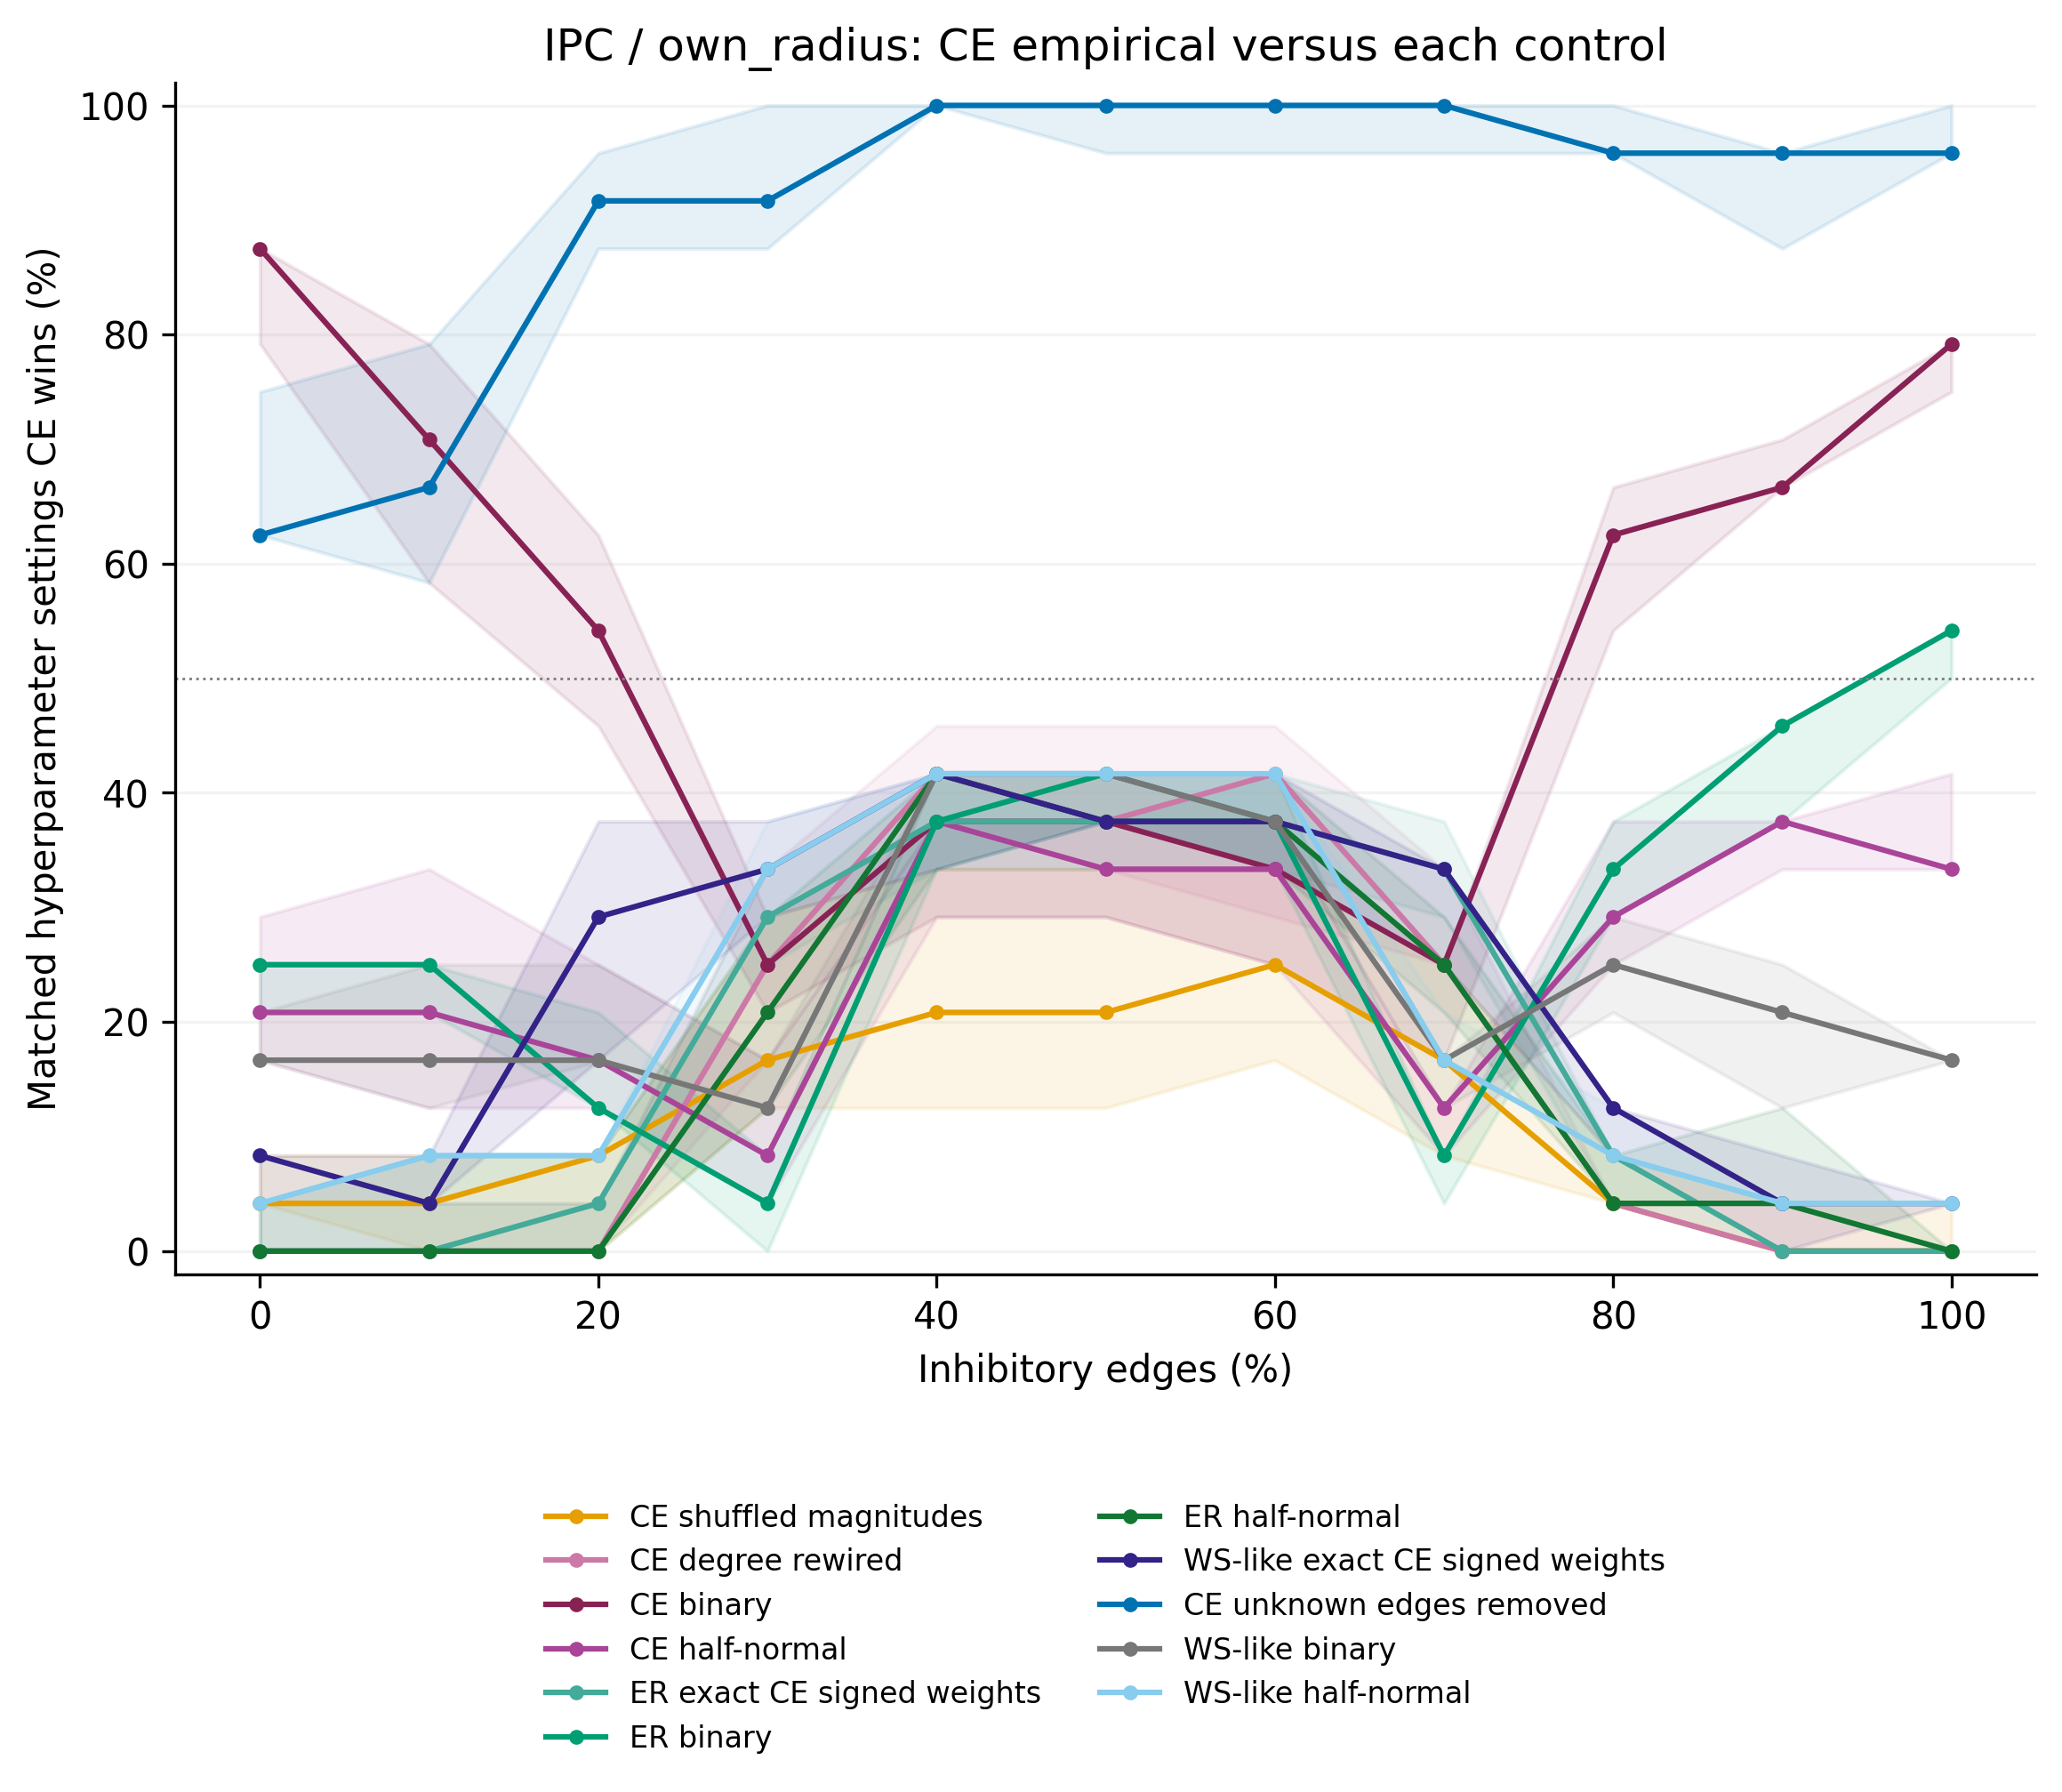 IPC / own_radius: CE empirical versus each control
Matched hyperparameter settings CE wins (%)
100
80
60
40
20
0
0 20 40 60 80 100
Inhibitory edges (%)
CE shuffled magnitudes
CE degree rewired
CE binary
CE half-normal
ER exact CE signed weights
ER binary
ER half-normal
WS-like exact CE signed weights
CE unknown edges removed
WS-like binary
WS-like half-normal